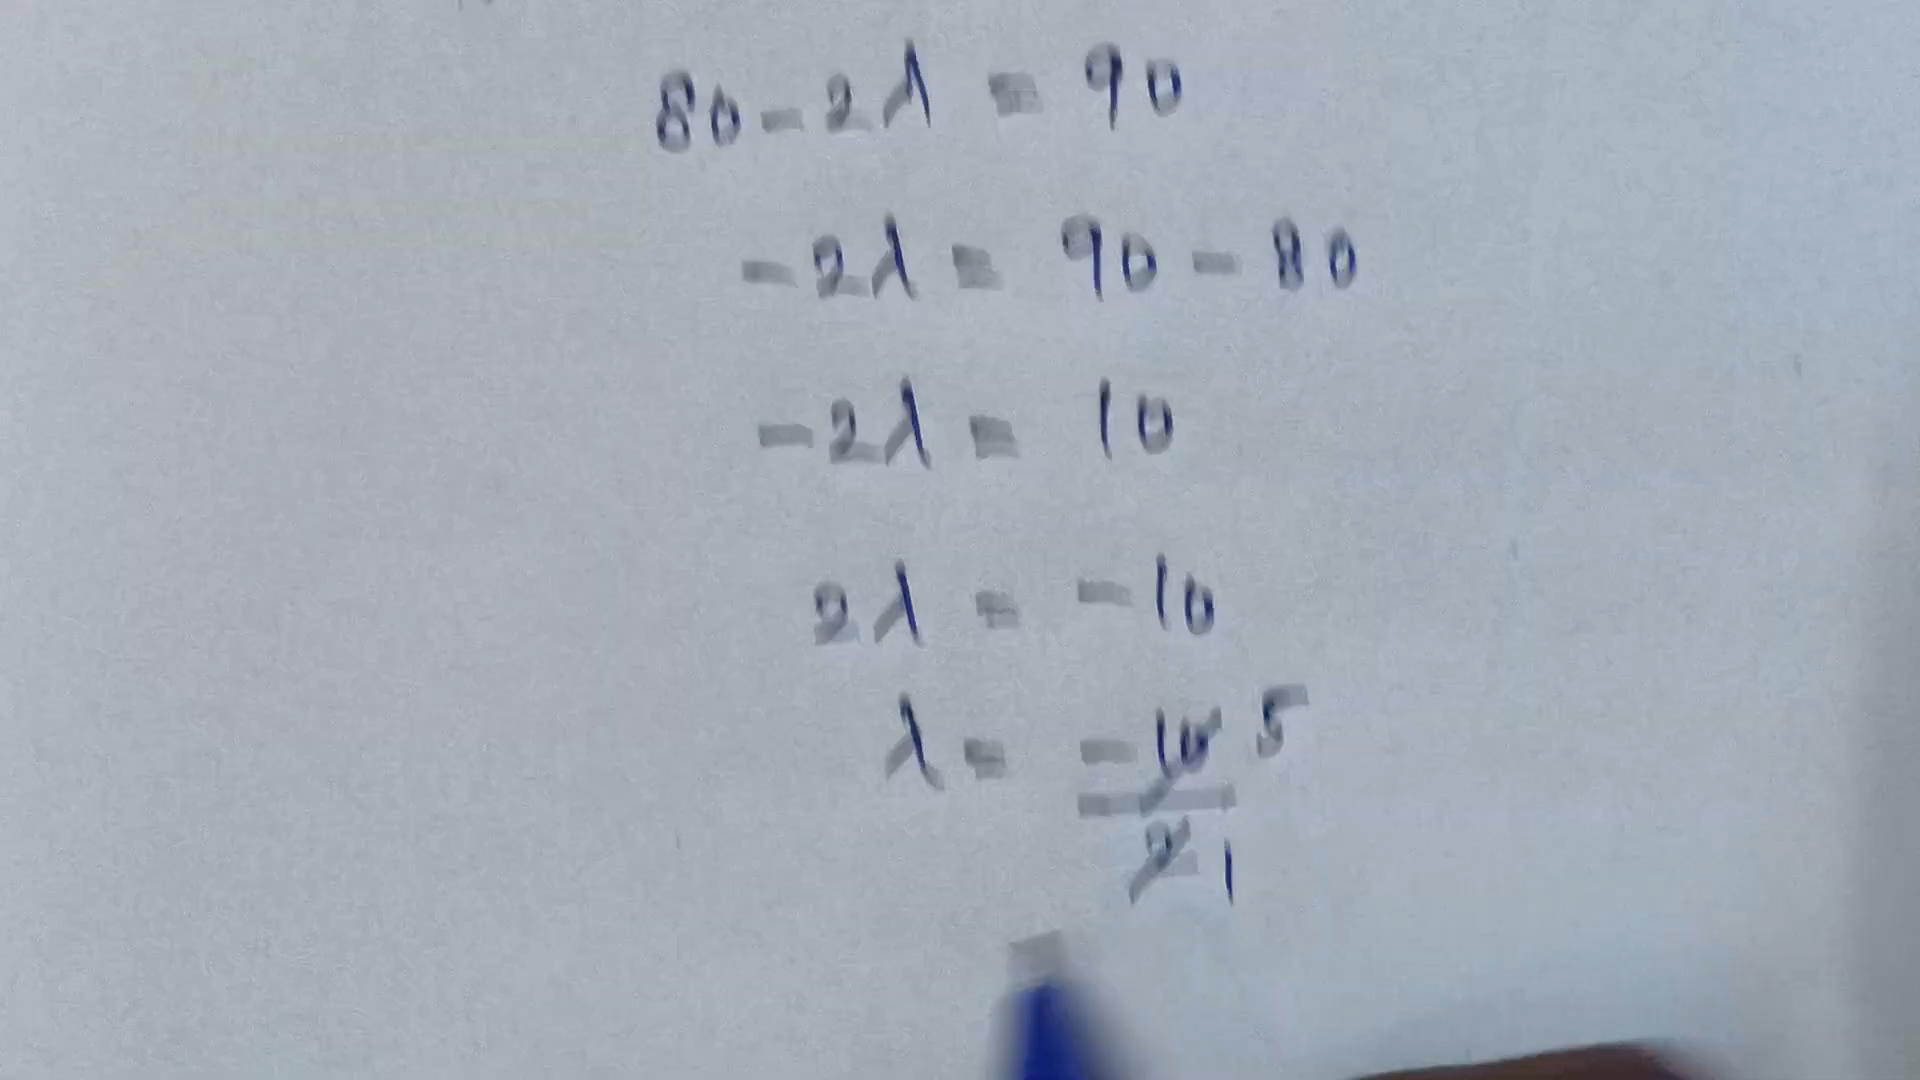 80 - 2λ = 90
- 2λ = 90 - 80
- 2λ = 10
2λ = - 10
λ = - 10 5
2 1